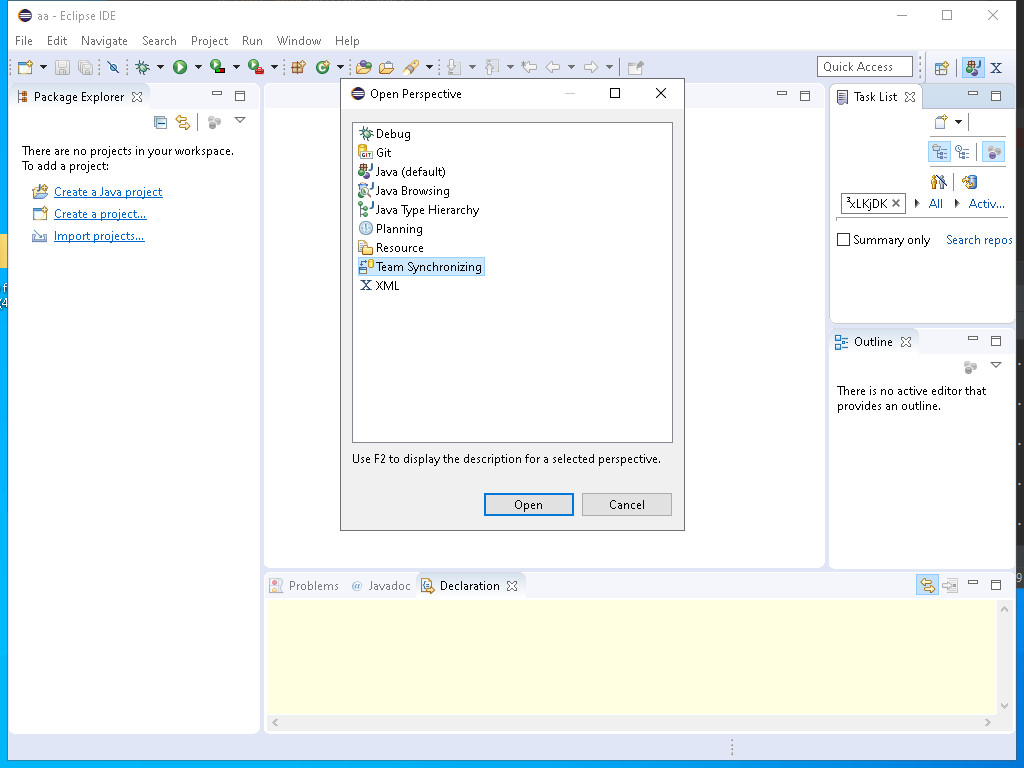 aa - Eclipse IDE
File Edit Navigate Search Project Run Window Help
Quick Access
Package Explorer
There are no projects in your workspace.
To add a project:
Create a Java project
Create a project...
Import projects...
Open Perspective
Debug
Git
Java (default)
Java Browsing
Java Type Hierarchy
Planning
Resource
Team Synchronizing
XML
Use F2 to display the description for a selected perspective.
Open Cancel
Task List
All Activ...
Summary only Search repos
Outline
There is no active editor that
provides an outline.
Problems @ Javadoc Declaration